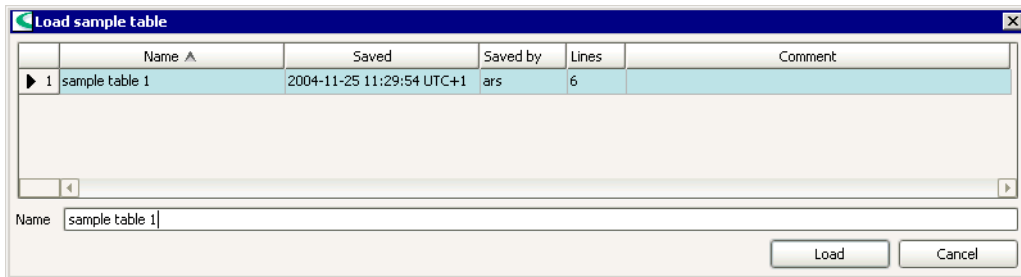 Load sample table
Name Saved Saved by Lines Comment
1 sample table 1 2004-11-25 11:29:54 UTC+1 ars 6
Name sample table 1
Load Cancel